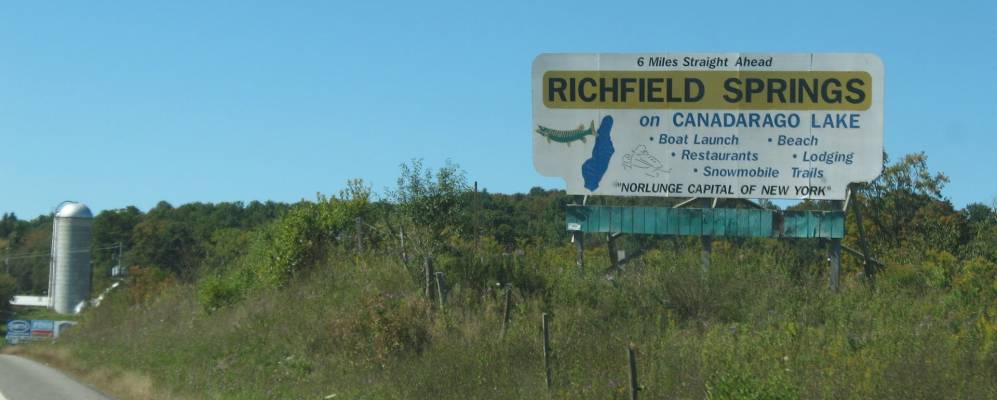 6 Miles Straight Ahead
RICHFIELD SPRINGS
on CANADARAGO LAKE
• Boat Launch • Beach
• Restaurants • Lodging
• Snowmobile Trails
"NORLUNGE CAPITAL OF NEW YORK"